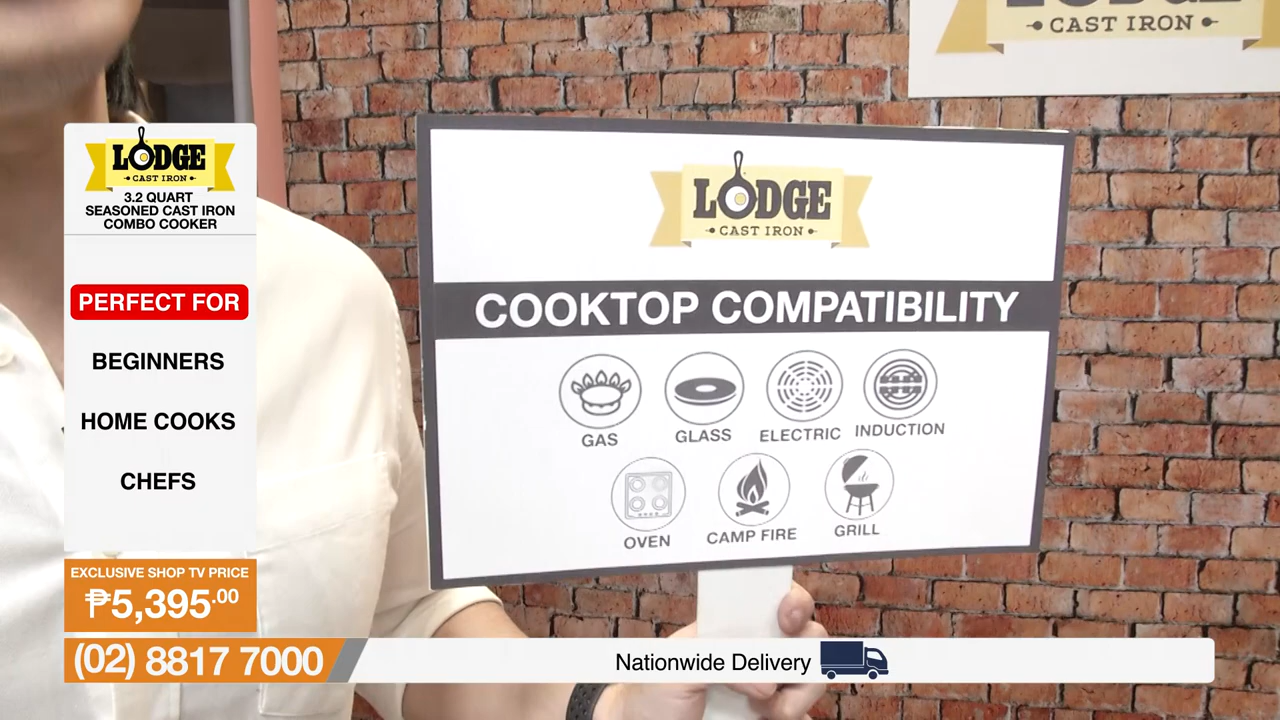 LODGE
CAST IRON
3.2 QUART
SEASONED CAST IRON
COMBO COOKER
PERFECT FOR
BEGINNERS
HOME COOKS
CHEFS
EXCLUSIVE SHOP TV PRICE
₱5,395.00
(02) 8817 7000
Nationwide Delivery
LODGE
CAST IRON
COOKTOP COMPATIBILITY
GAS
GLASS
ELECTRIC
INDUCTION
OVEN
CAMP FIRE
GRILL
LODGE
CAST IRON